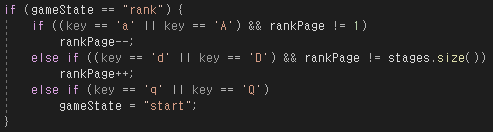 if (gameState == "rank") {
    if ((key == 'a' || key == 'A') && rankPage != 1)
        rankPage--;
    else if ((key == 'd' || key == 'D') && rankPage != stages.size())
        rankPage++;
    else if (key == 'q' || key == 'Q')
        gameState = "start";
}